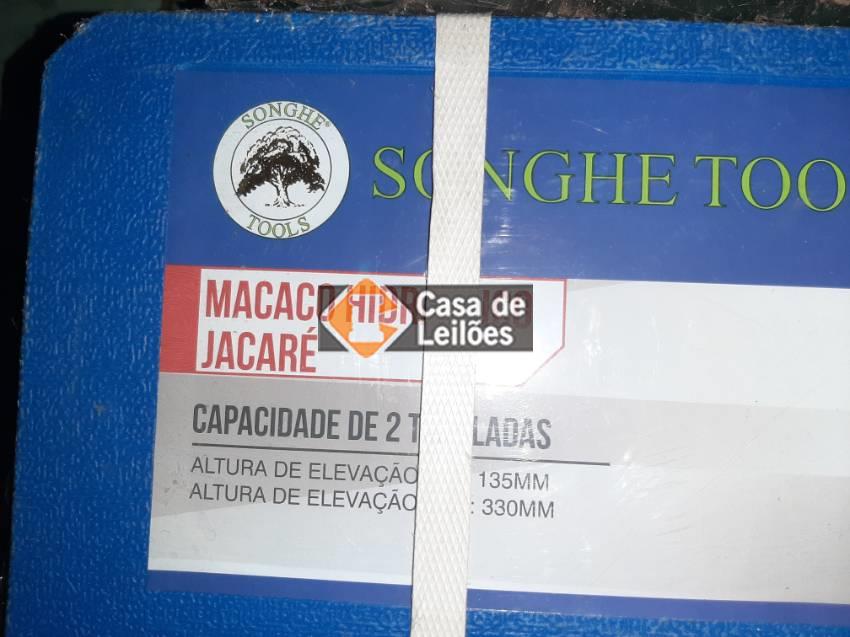 SONGHE®
TOOLS
SONGHE TOO
MACACO HIDR
JACARÉ
Casa de
Leilões
CAPACIDADE DE 2 T LADAS
ALTURA DE ELEVAÇÃO : 135MM
ALTURA DE ELEVAÇÃO : 330MM